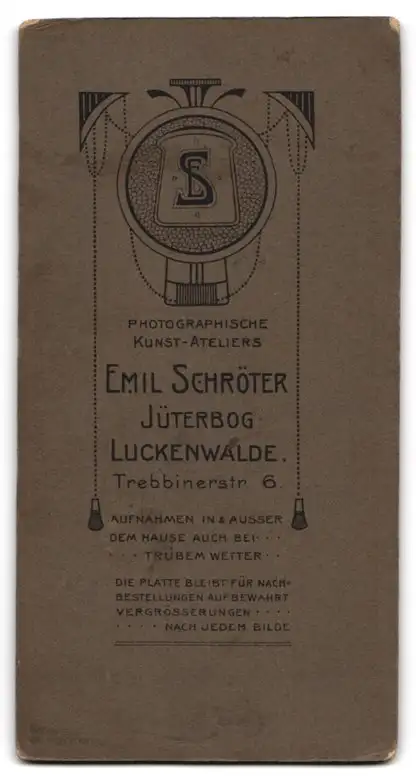 ES
PHOTOGRAPHISCHE
KUNST-ATELIERS
EMIL SCHRÖTER
JÜTERBOG
LUCKENWALDE.
Trebbinerstr 6.
AUFNAHMEN IN & AUSSER
DEM HAUSE AUCH BEI · · ·
· · · TRÜBEM WETTER · ·
DIE PLATTE BLEIBT FÜR NACH-
BESTELLUNGEN AUFBEWAHRT
VERGRÖSSERUNGEN · · · ·
· · · · NACH JEDEM BILDE